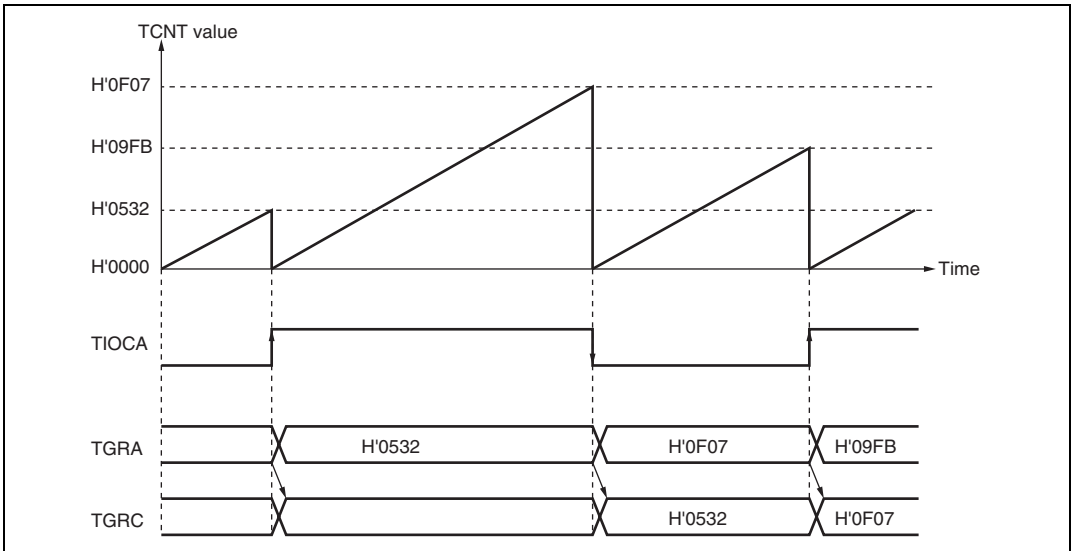 TCNT value
H'0F07
H'09FB
H'0532
H'0000
Time
TIOCA
TGRA
H'0532
H'0F07
H'09FB
TGRC
H'0532
H'0F07